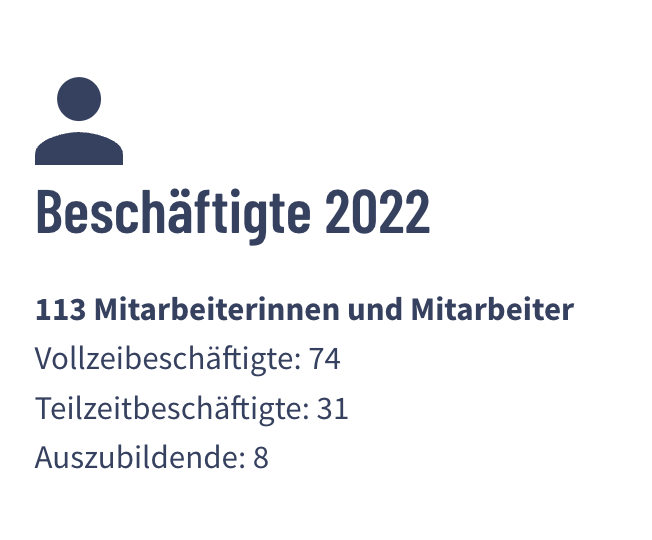 Beschäftigte 2022
113 Mitarbeiterinnen und Mitarbeiter
Vollzeibeschäftigte: 74
Teilzeitbeschäftigte: 31
Auszubildende: 8